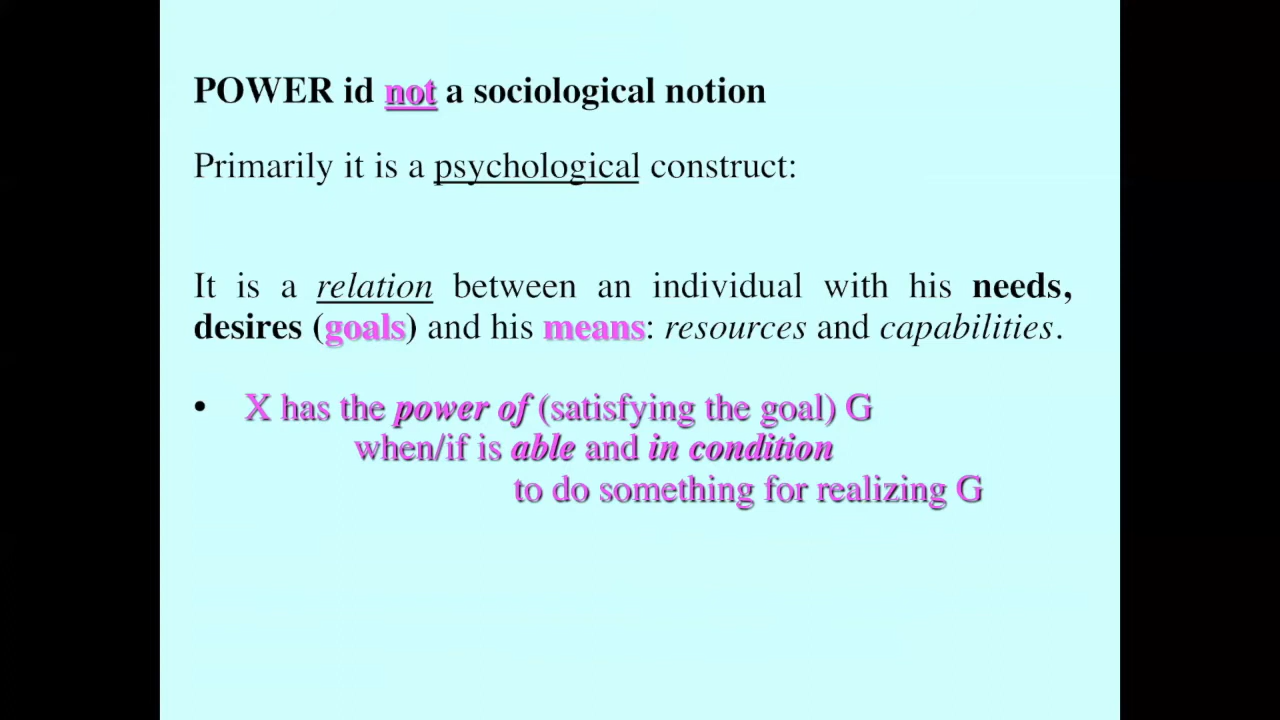 POWER id not a sociological notion
Primarily it is a psychological construct:
It is a relation between an individual with his needs,
desires (goals) and his means: resources and capabilities.
• X has the power of (satisfying the goal) G
when/if is able and in condition
to do something for realizing G